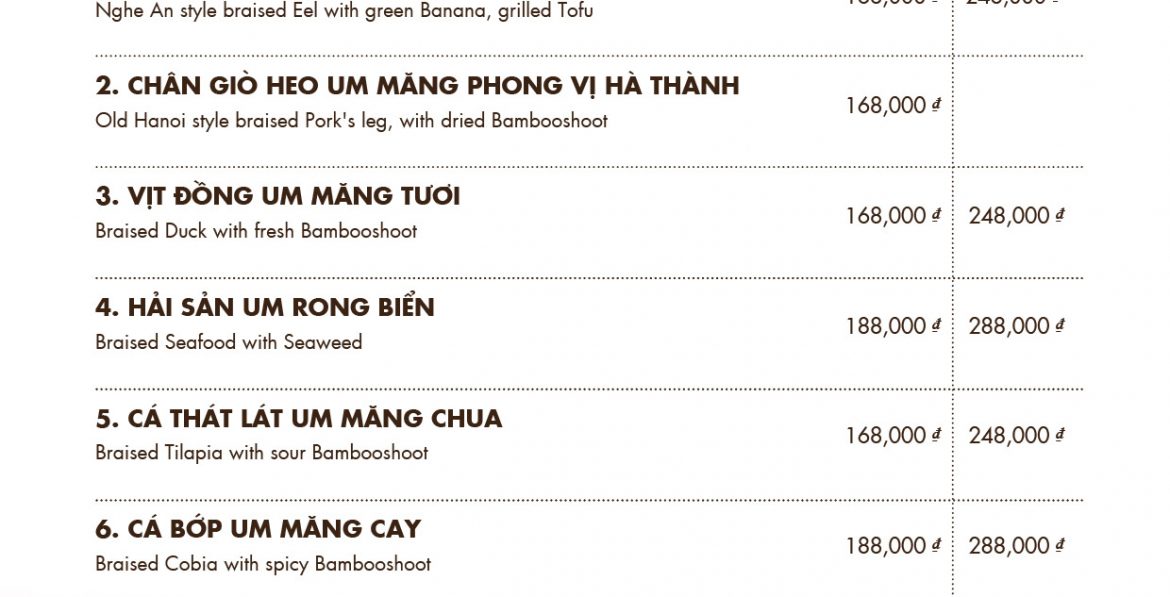 Nghe An style braised Eel with green Banana, grilled Tofu
2. CHÂN GIÒ HEO UM MĂNG PHONG VỊ HÀ THÀNH
168,000 ₫
Old Hanoi style braised Pork's leg, with dried Bambooshoot
3. VỊT ĐỒNG UM MĂNG TƯƠI
168,000 ₫ 248,000 ₫
Braised Duck with fresh Bambooshoot
4. HẢI SẢN UM RONG BIỂN
188,000 ₫ 288,000 ₫
Braised Seafood with Seaweed
5. CÁ THÁT LÁT UM MĂNG CHUA
168,000 ₫ 248,000 ₫
Braised Tilapia with sour Bambooshoot
6. CÁ BỚP UM MĂNG CAY
188,000 ₫ 288,000 ₫
Braised Cobia with spicy Bambooshoot